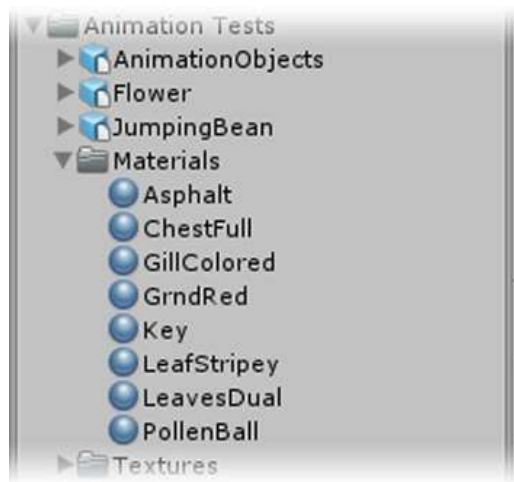 Animation Tests
AnimationObjects
Flower
JumpingBean
Materials
Asphalt
ChestFull
GillColored
GrndRed
Key
LeafStripey
LeavesDual
PollenBall
Textures